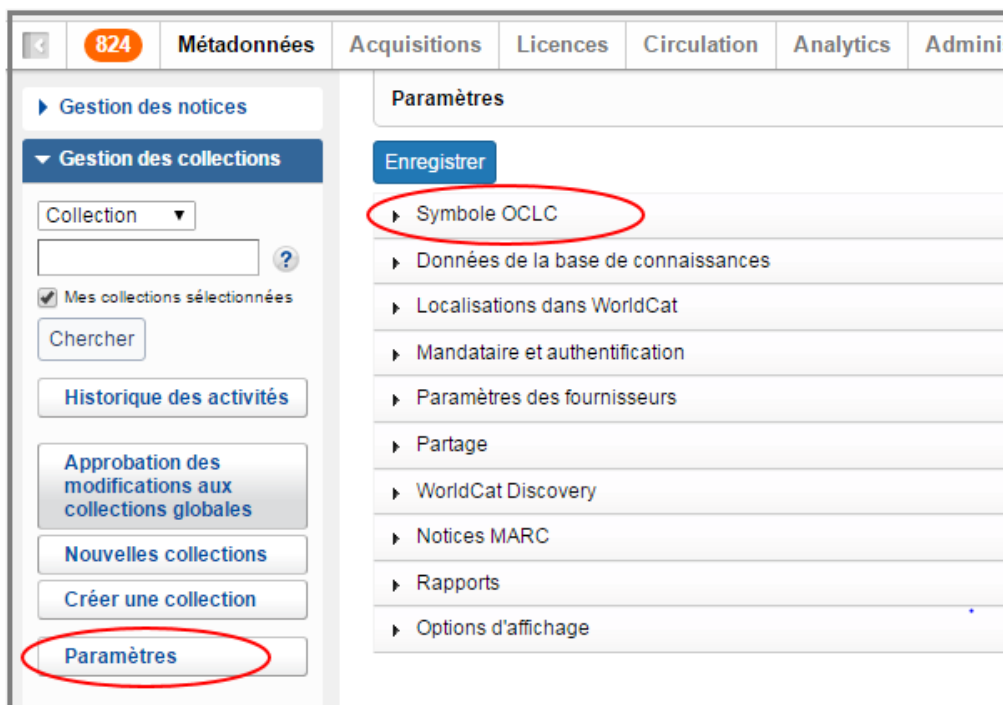 824
Métadonnées
Acquisitions
Licences
Circulation
Analytics
Admini
Gestion des notices
Gestion des collections
Collection
?
Mes collections sélectionnées
Chercher
Historique des activités
Approbation des
modifications aux
collections globales
Nouvelles collections
Créer une collection
Paramètres
Paramètres
Enregistrer
Symbole OCLC
Données de la base de connaissances
Localisations dans WorldCat
Mandataire et authentification
Paramètres des fournisseurs
Partage
WorldCat Discovery
Notices MARC
Rapports
Options d'affichage